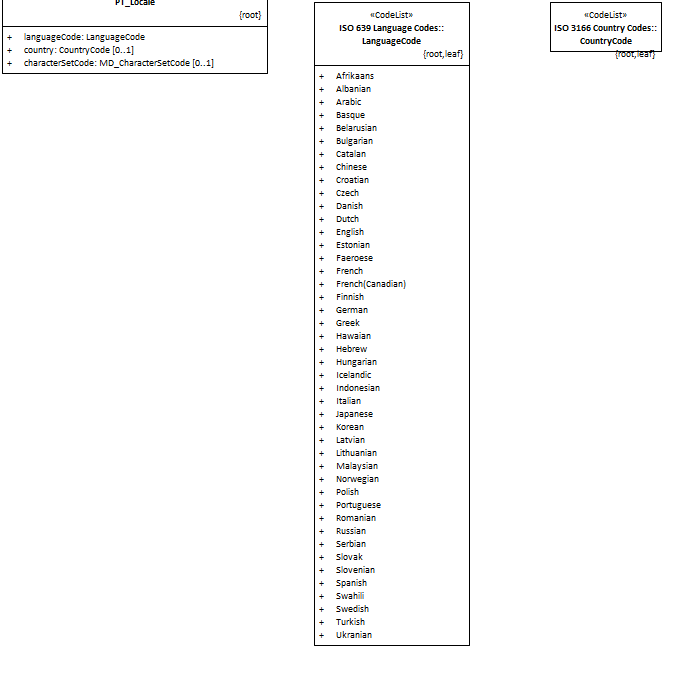 PT_Locale
{root}
+ languageCode: LanguageCode
+ country: CountryCode [0..1]
+ characterSetCode: MD_CharacterSetCode [0..1]
«CodeList»
ISO 639 Language Codes::
LanguageCode
{root,leaf}
+ Afrikaans
+ Albanian
+ Arabic
+ Basque
+ Belarusian
+ Bulgarian
+ Catalan
+ Chinese
+ Croatian
+ Czech
+ Danish
+ Dutch
+ English
+ Estonian
+ Faeroese
+ French
+ French(Canadian)
+ Finnish
+ German
+ Greek
+ Hawaian
+ Hebrew
+ Hungarian
+ Icelandic
+ Indonesian
+ Italian
+ Japanese
+ Korean
+ Latvian
+ Lithuanian
+ Malaysian
+ Norwegian
+ Polish
+ Portuguese
+ Romanian
+ Russian
+ Serbian
+ Slovak
+ Slovenian
+ Spanish
+ Swahili
+ Swedish
+ Turkish
+ Ukranian
«CodeList»
ISO 3166 Country Codes::
CountryCode
{root,leaf}